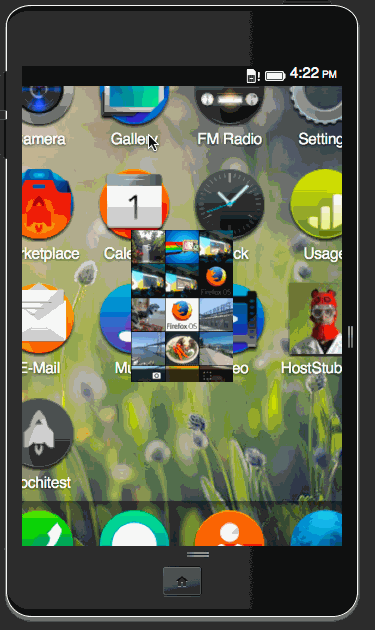 4:22 PM
amera Gallery FM Radio Setting
rketplace Cale ck Usage
1
Firefox OS
Firefox OS
E-Mail Mu eo HostStub
ochitest